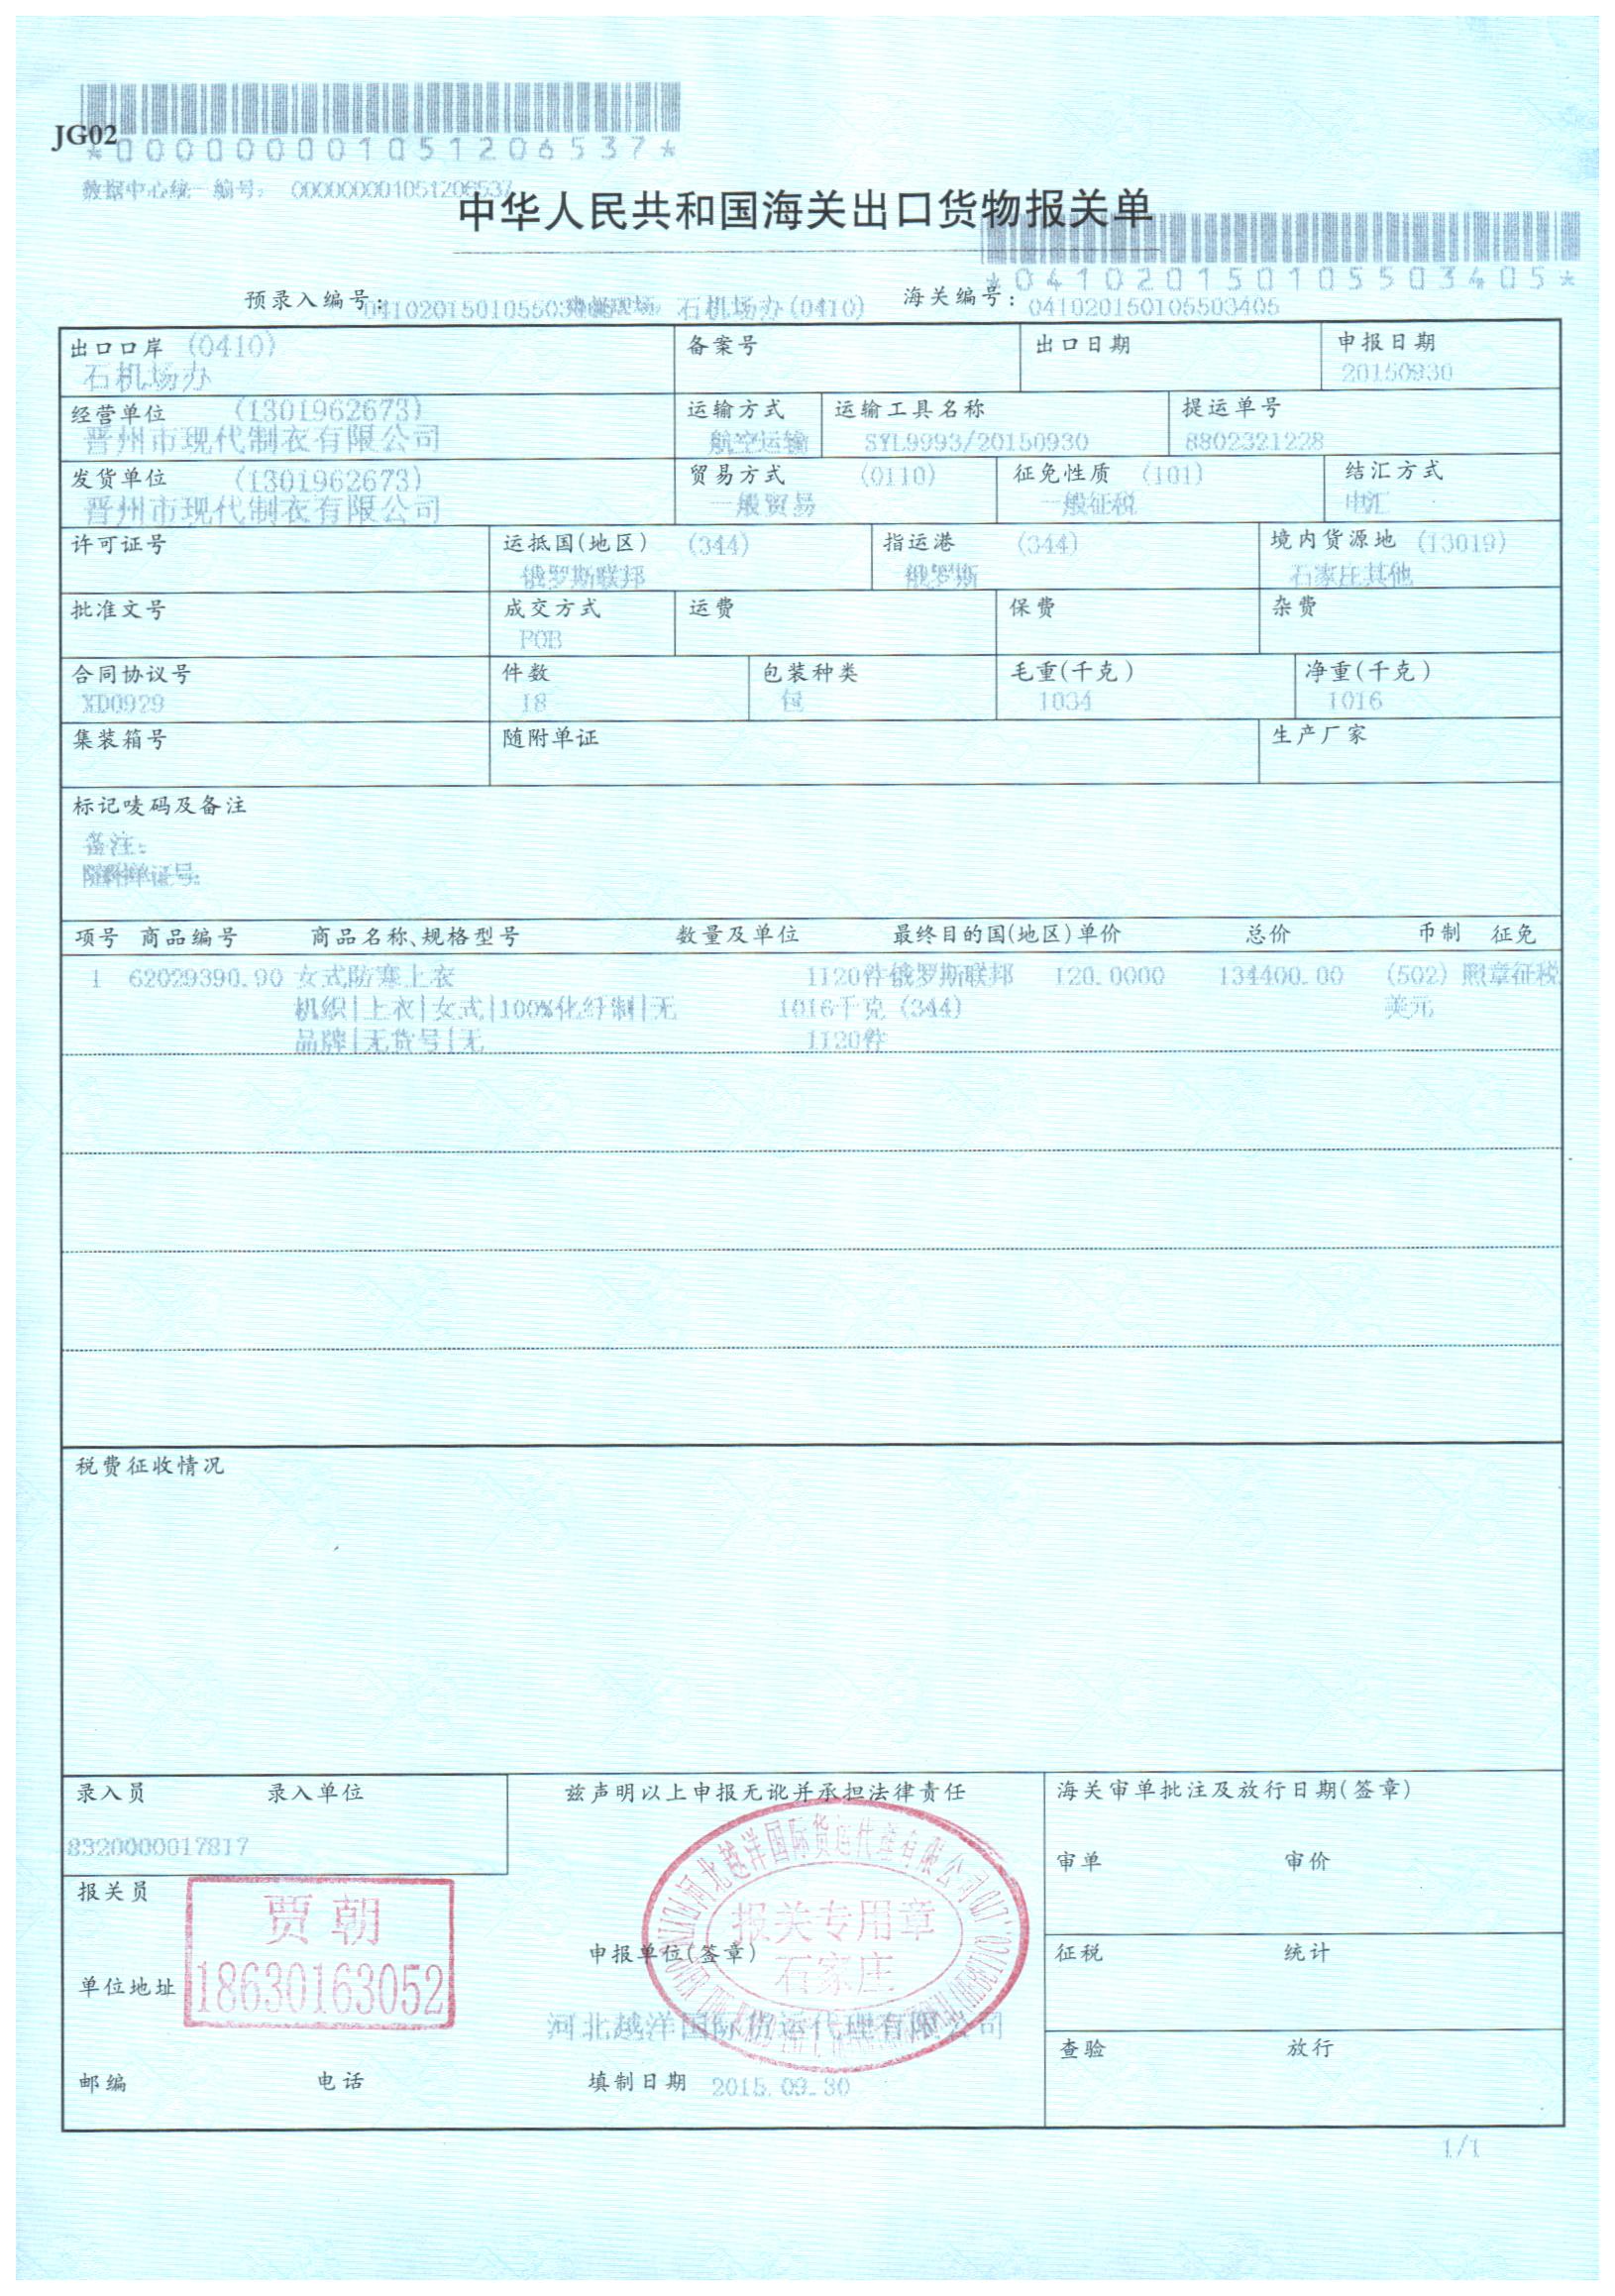 JG02
*000000001051206537*
数据中心统一编号: 000000001051206537
中华人民共和国海关出口货物报关单
*041020150105503405*
预录入编号: 申报现场: 石机场办(0410) 海关编号: 041020150105503405
出口口岸 (0410) 备案号 出口日期 申报日期
石机场办 20150930
经营单位 (1301962673) 运输方式 运输工具名称 提运单号
晋州市现代制衣有限公司 航空运输 SYL9993/20150930 8802321228
发货单位 (1301962673) 贸易方式 (0110) 征免性质 (101) 结汇方式
晋州市现代制衣有限公司 一般贸易 一般征税 电汇
许可证号 运抵国(地区) (344) 指运港 (344) 境内货源地 (13019)
俄罗斯联邦 俄罗斯 石家庄其他
批准文号 成交方式 运费 保费 杂费
FOB
合同协议号 件数 包装种类 毛重(千克) 净重(千克)
XD0929 18 包 1034 1016
集装箱号 随附单证 生产厂家
标记唛码及备注
备注:
随附单证号:
项号 商品编号 商品名称、规格型号 数量及单位 最终目的国(地区)单价 总价 币制 征免
1 62029390.90 女式防寒上衣 1120件俄罗斯联邦 120.0000 134400.00 (502) 照章征税
机织|上衣|女式|100%化纤制|无 1016千克 (344) 美元
品牌|无货号|无 1120件
税费征收情况
录入员 录入单位 兹声明以上申报无讹并承担法律责任 海关审单批注及放行日期(签章)
8320000017817
审单 审价
报关员
贾朝
18630163052
单位地址
河北越洋国际货运代理有限公司
报关专用章
石家庄
申报单位(签章)
征税 统计
河北越洋国际货运代理有限公司
查验 放行
邮编 电话 填制日期 2015.09.30
1/1